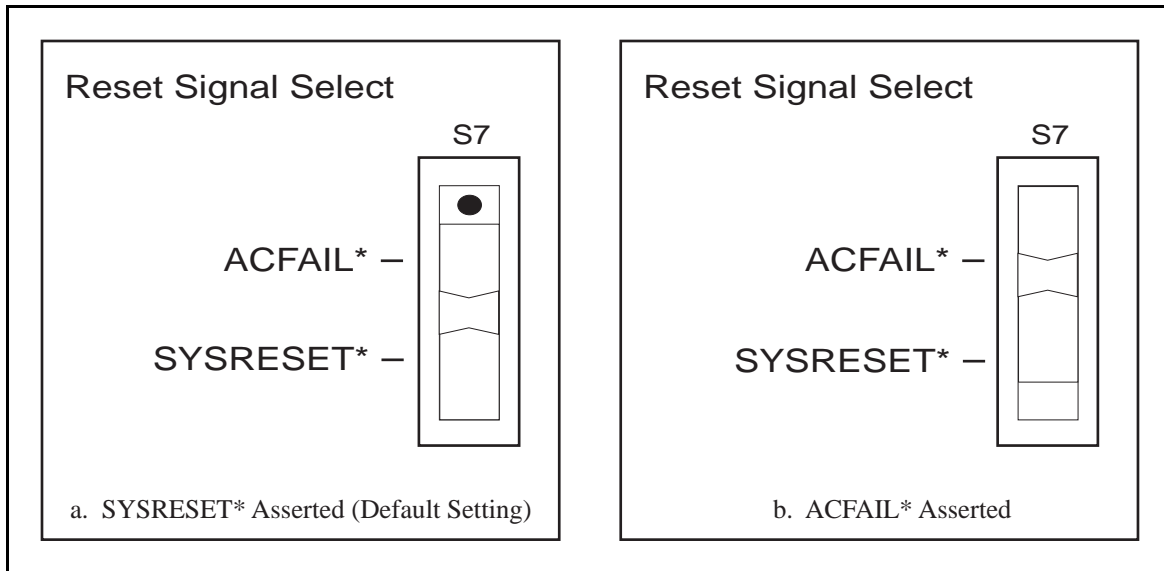 Reset Signal Select
S7
ACFAIL* –
SYSRESET* –
a. SYSRESET* Asserted (Default Setting)
Reset Signal Select
S7
ACFAIL* –
SYSRESET* –
b. ACFAIL* Asserted